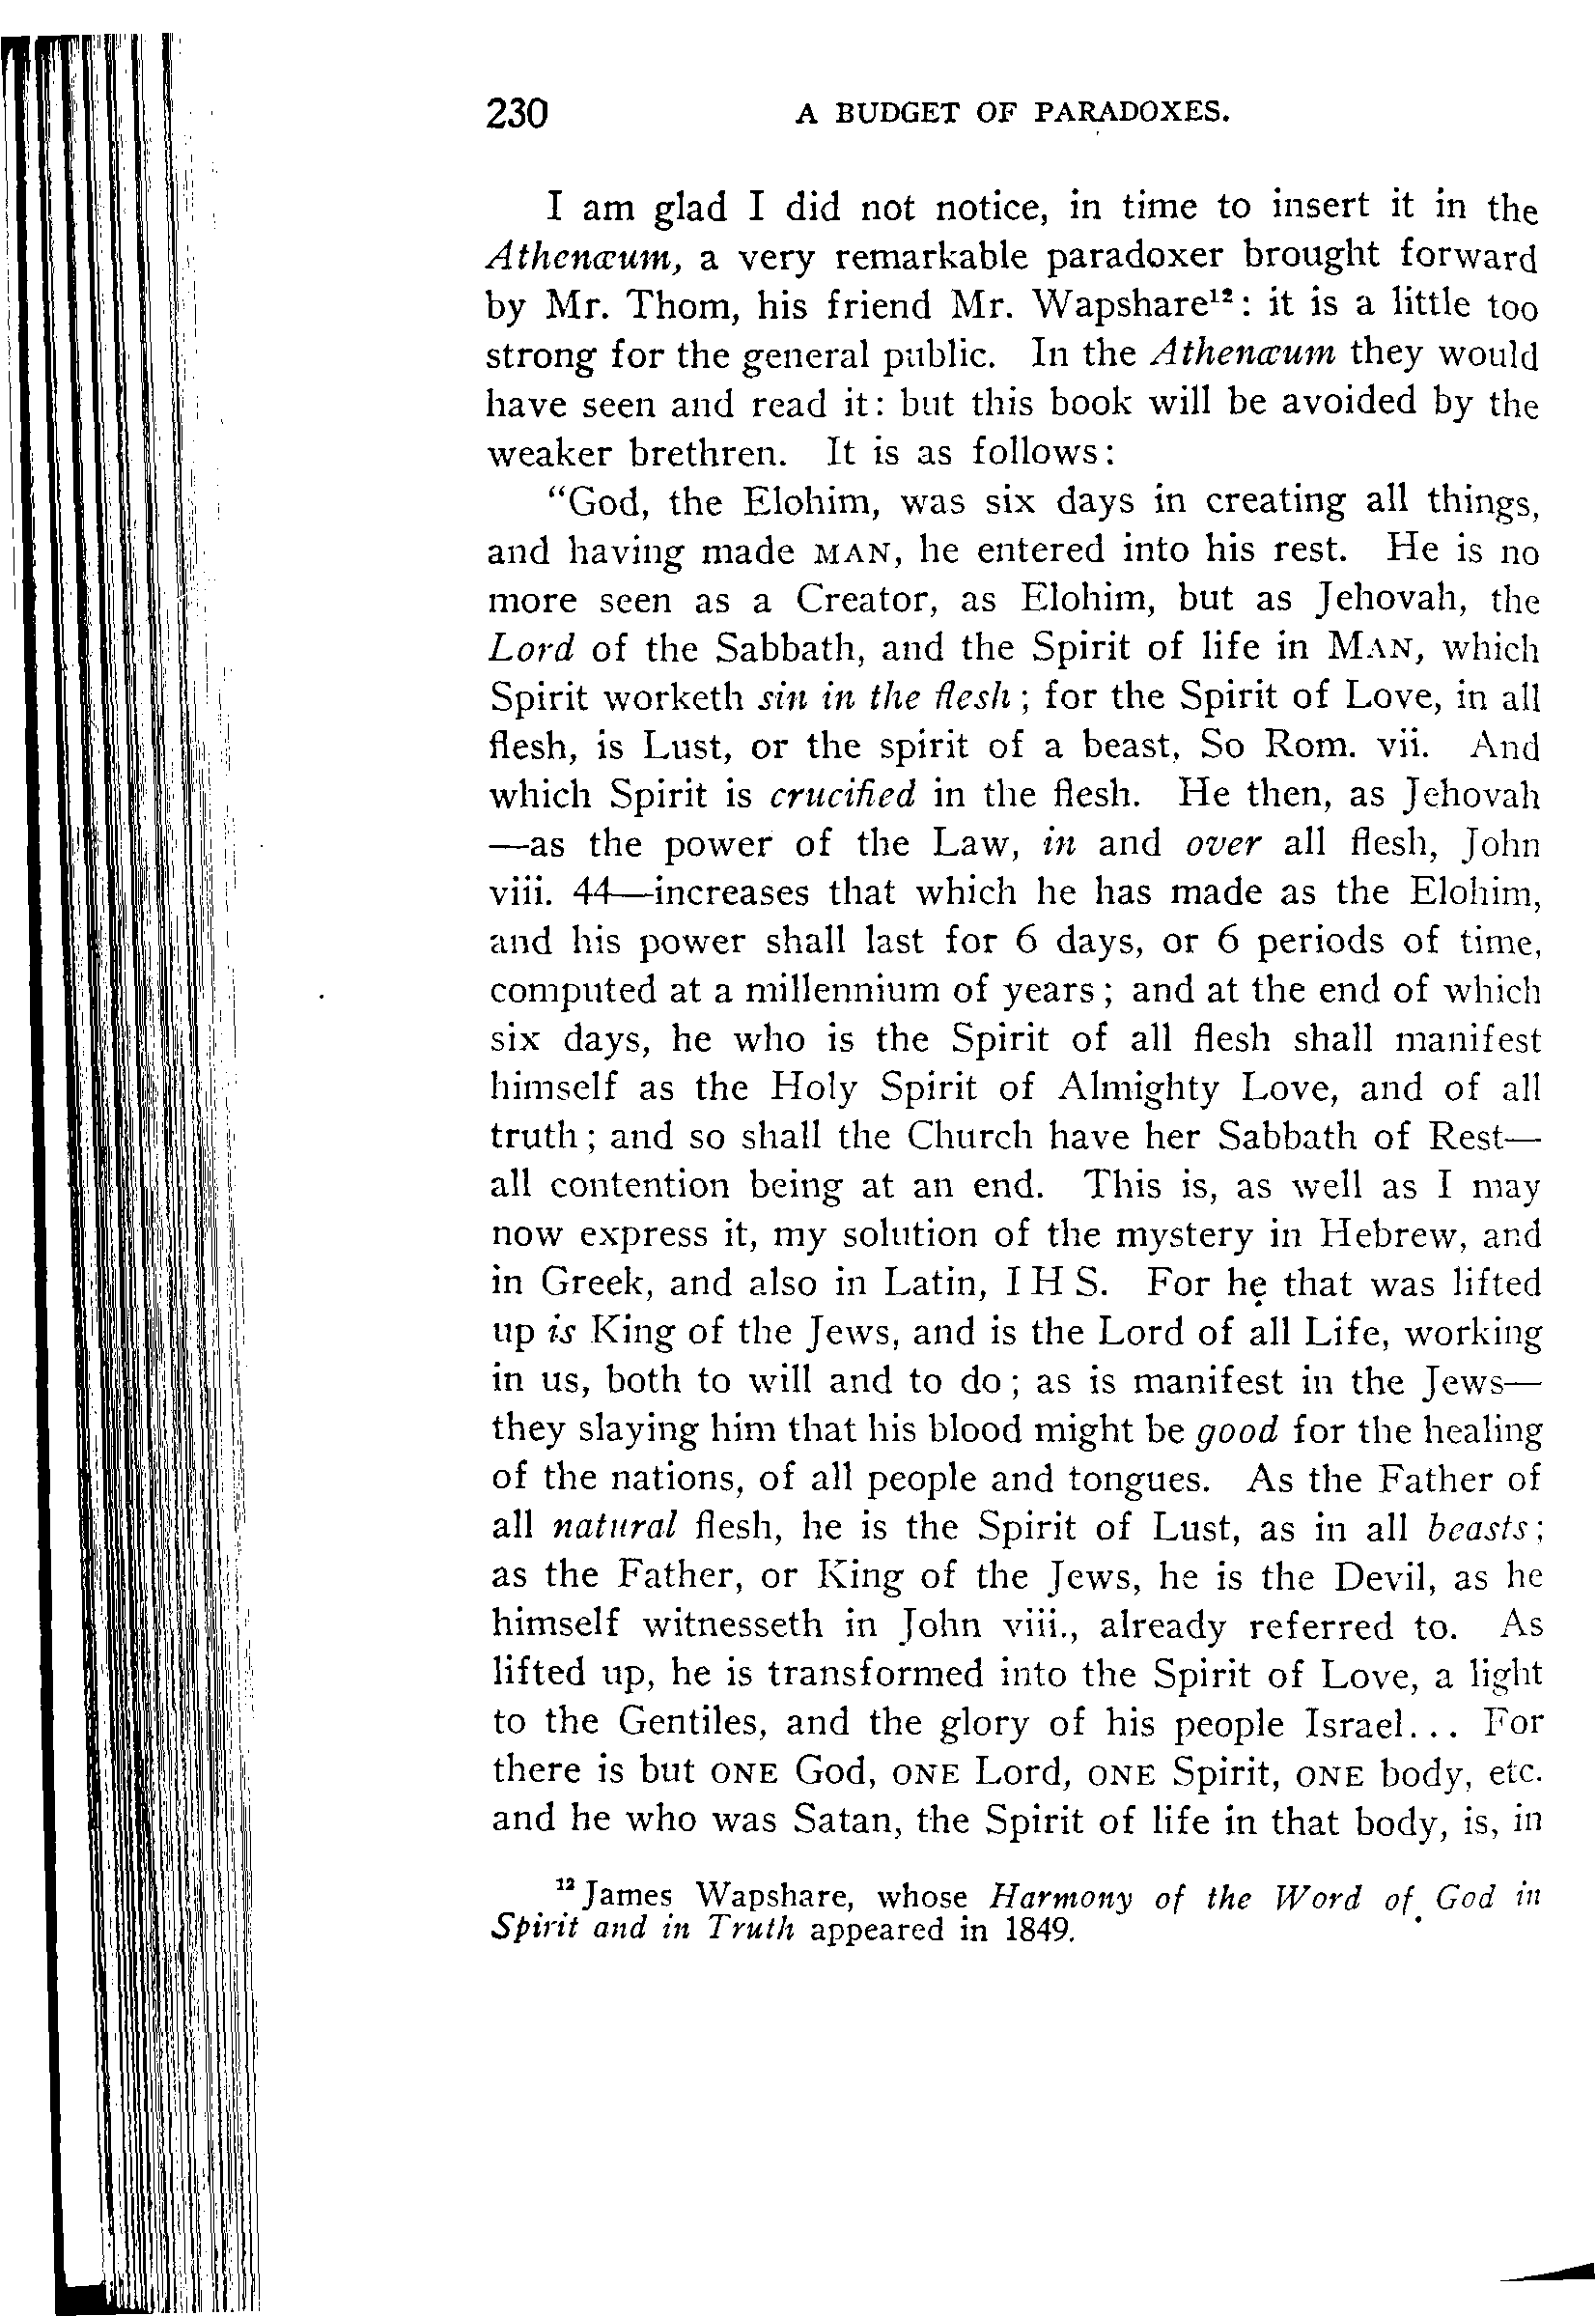 230 A BUDGET OF PARADOXES.
I am glad I did not notice, in time to insert it in the
Athenæum, a very remarkable paradoxer brought forward
by Mr. Thom, his friend Mr. Wapshare¹²: it is a little too
strong for the general public. In the Athenæum they would
have seen and read it: but this book will be avoided by the
weaker brethren. It is as follows:
“God, the Elohim, was six days in creating all things,
and having made MAN, he entered into his rest. He is no
more seen as a Creator, as Elohim, but as Jehovah, the
Lord of the Sabbath, and the Spirit of life in MAN, which
Spirit worketh sin in the flesh; for the Spirit of Love, in all
flesh, is Lust, or the spirit of a beast, So Rom. vii. And
which Spirit is crucified in the flesh. He then, as Jehovah
—as the power of the Law, in and over all flesh, John
viii. 44—increases that which he has made as the Elohim,
and his power shall last for 6 days, or 6 periods of time,
computed at a millennium of years; and at the end of which
six days, he who is the Spirit of all flesh shall manifest
himself as the Holy Spirit of Almighty Love, and of all
truth; and so shall the Church have her Sabbath of Rest—
all contention being at an end. This is, as well as I may
now express it, my solution of the mystery in Hebrew, and
in Greek, and also in Latin, I H S. For he that was lifted
up is King of the Jews, and is the Lord of all Life, working
in us, both to will and to do; as is manifest in the Jews—
they slaying him that his blood might be good for the healing
of the nations, of all people and tongues. As the Father of
all natural flesh, he is the Spirit of Lust, as in all beasts;
as the Father, or King of the Jews, he is the Devil, as he
himself witnesseth in John viii., already referred to. As
lifted up, he is transformed into the Spirit of Love, a light
to the Gentiles, and the glory of his people Israel... For
there is but ONE God, ONE Lord, ONE Spirit, ONE body, etc.
and he who was Satan, the Spirit of life in that body, is, in
¹² James Wapshare, whose Harmony of the Word of God in
Spirit and in Truth appeared in 1849.